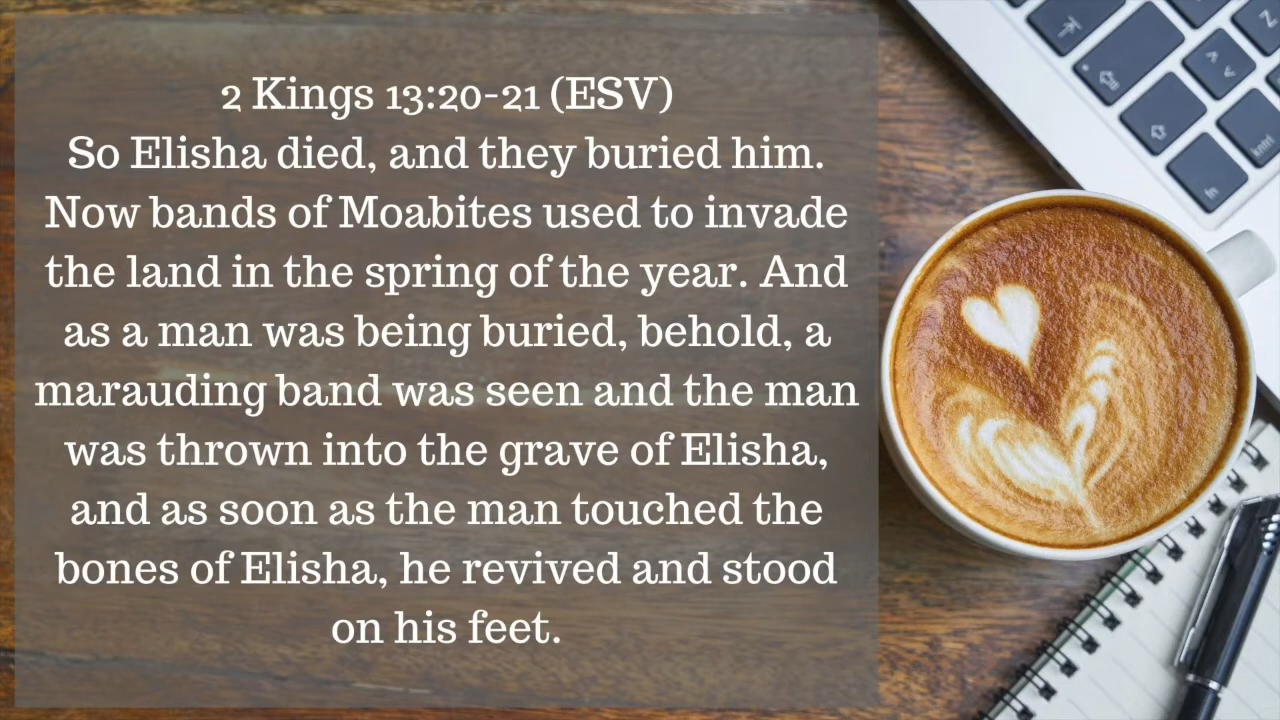 2 Kings 13:20-21 (ESV)
So Elisha died, and they buried him.
Now bands of Moabites used to invade
the land in the spring of the year. And
as a man was being buried, behold, a
marauding band was seen and the man
was thrown into the grave of Elisha,
and as soon as the man touched the
bones of Elisha, he revived and stood
on his feet.
Z
kntrl
fn